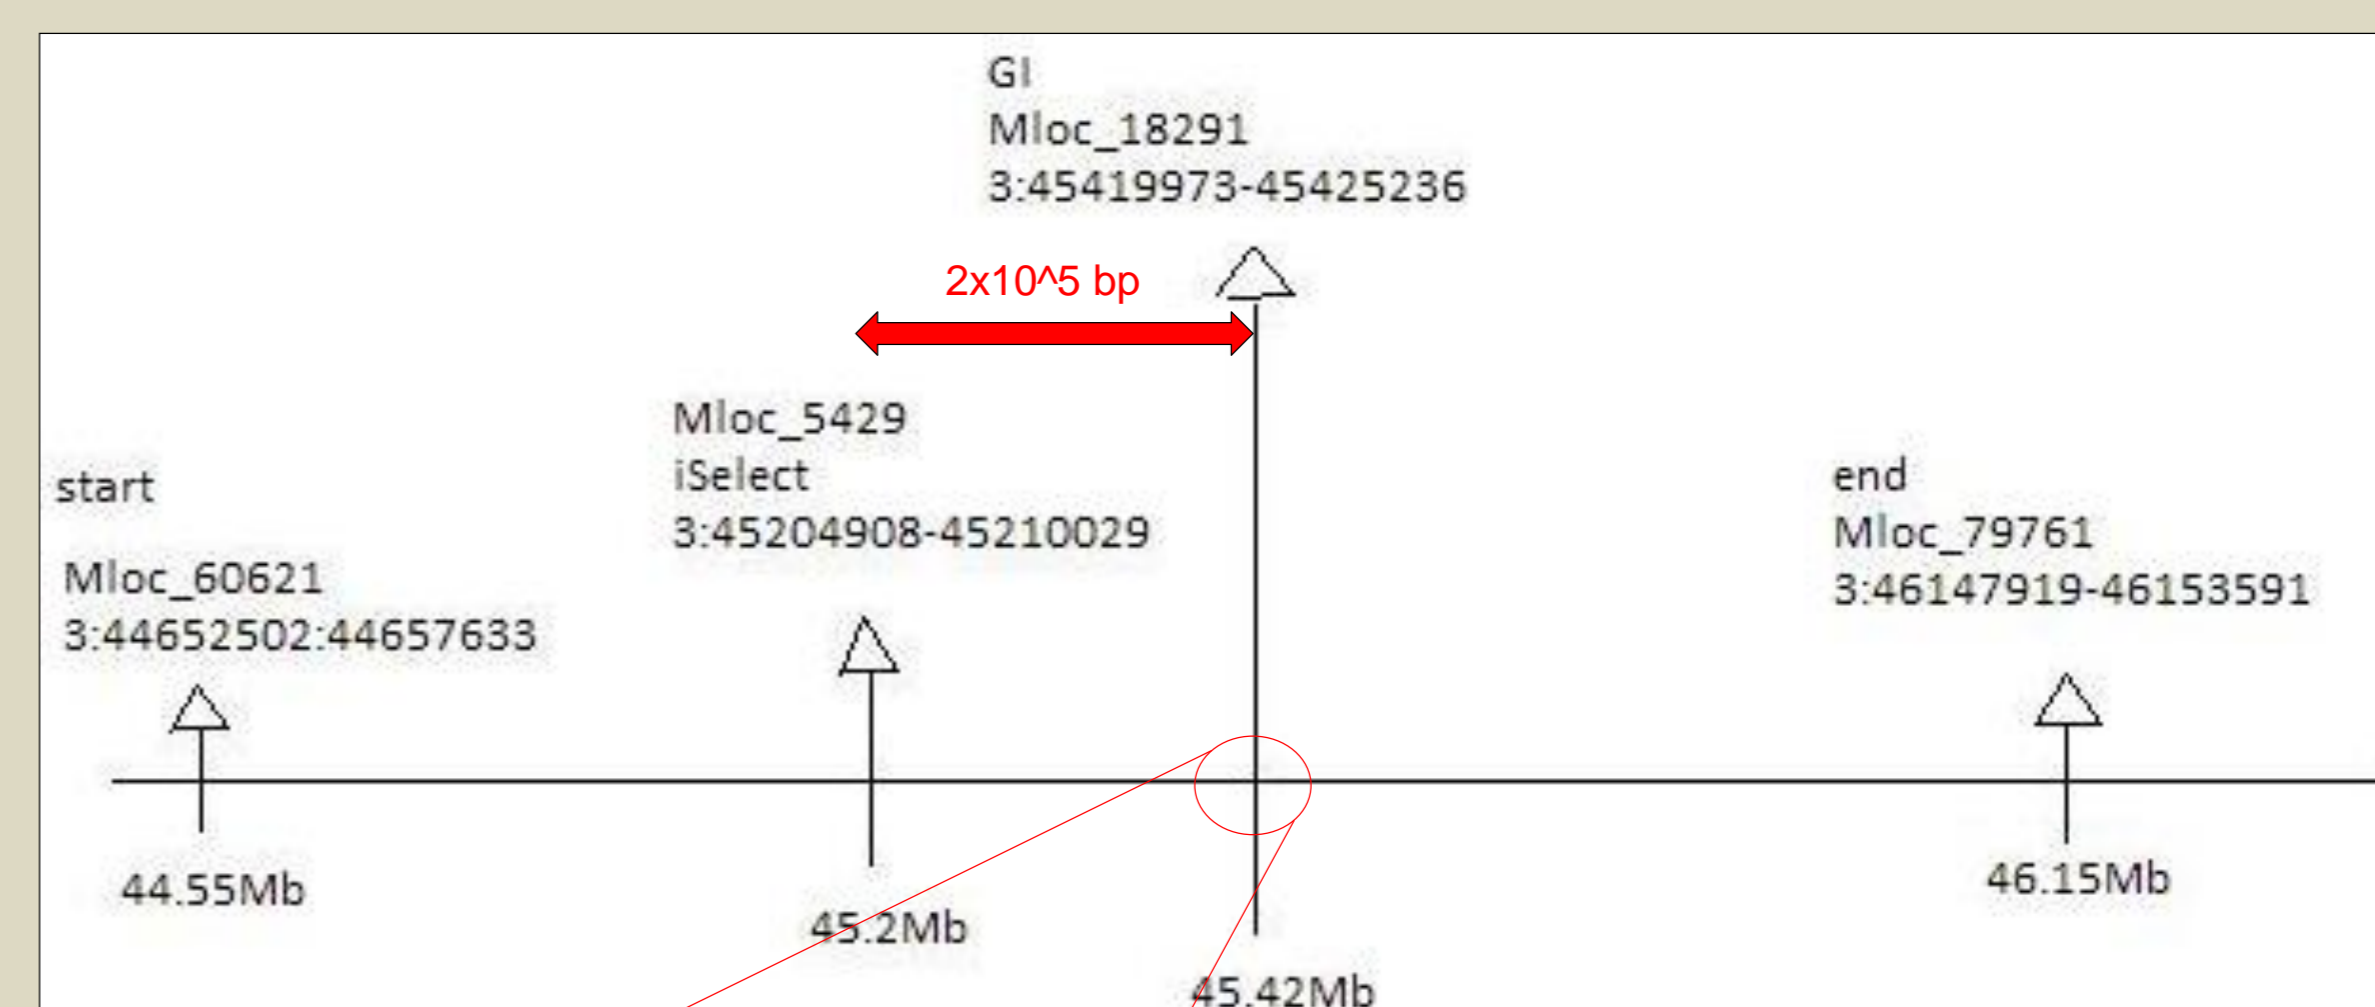 GI
Mloc_18291
3:45419973-45425236
2x10^5 bp
Mloc_5429
iSelect
3:45204908-45210029
start
Mloc_60621
3:44652502:44657633
end
Mloc_79761
3:46147919-46153591
44.55Mb
45.2Mb
45.42Mb
46.15Mb